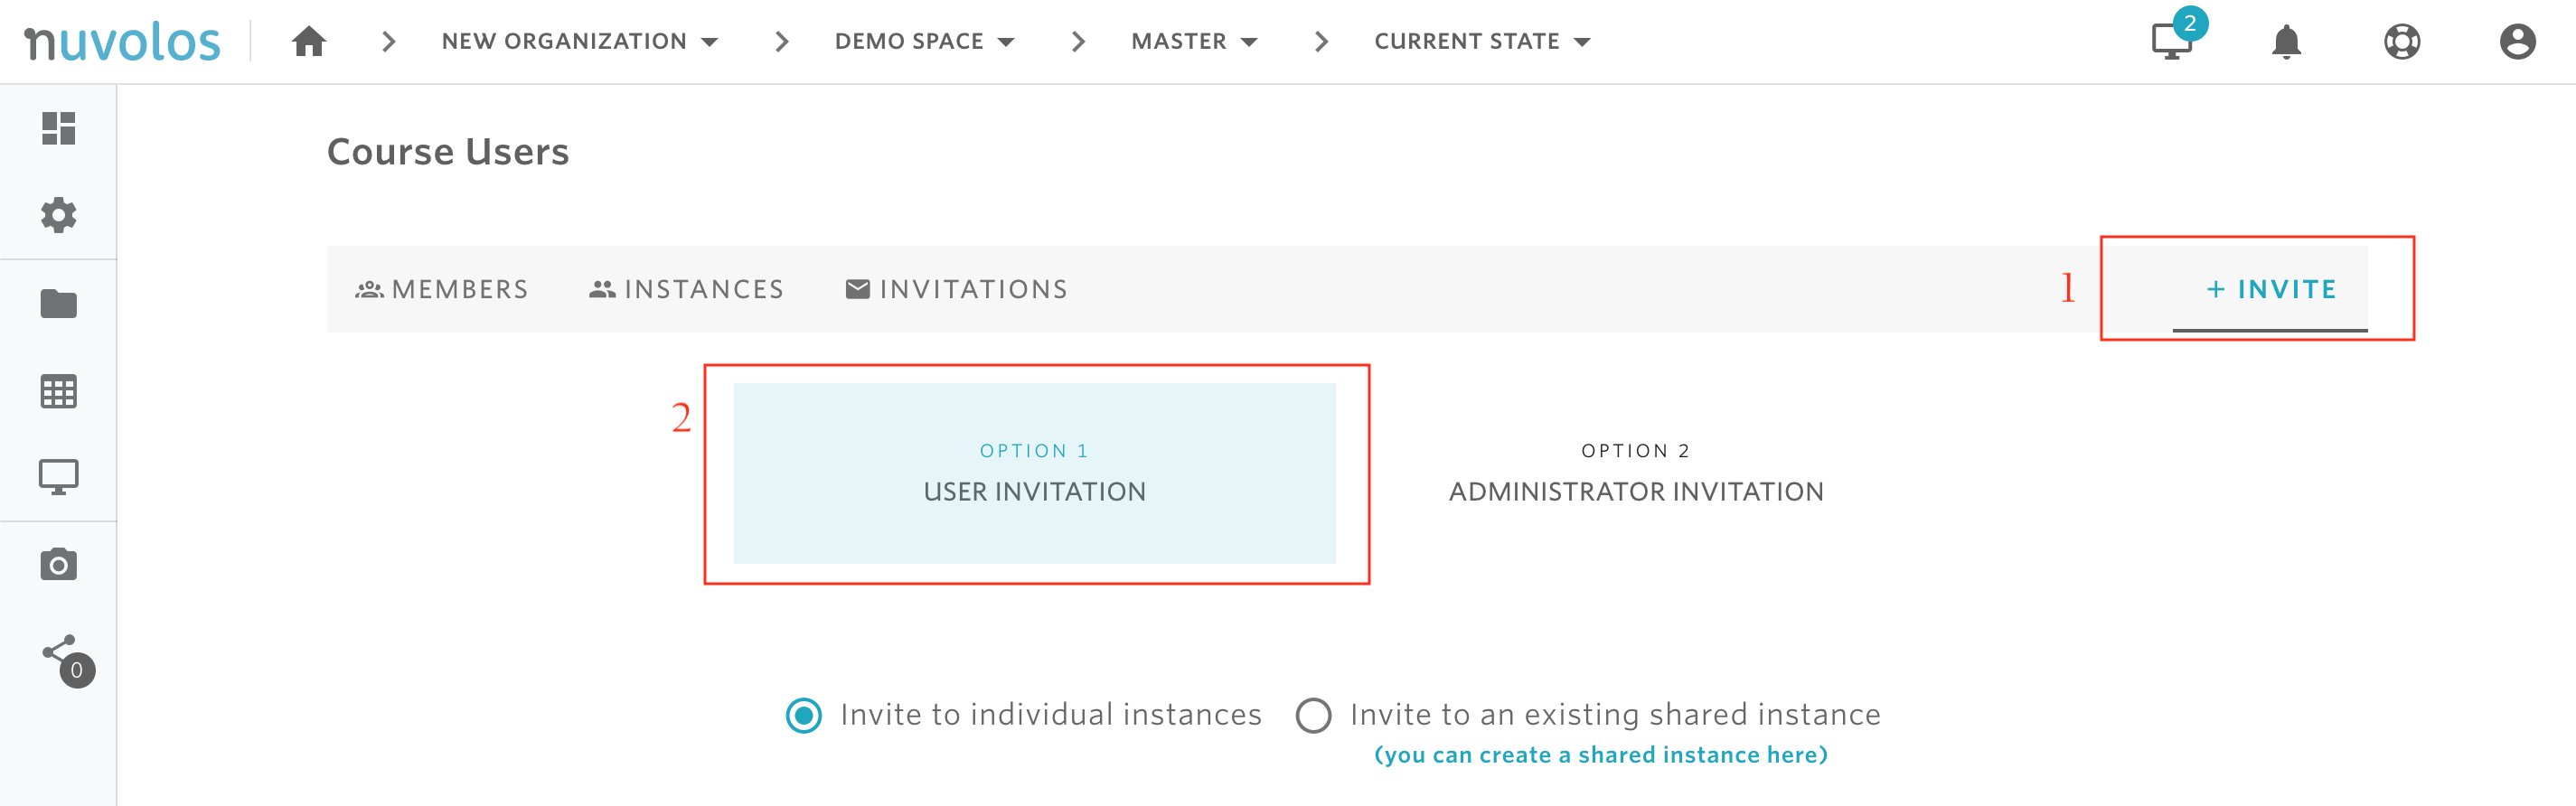 nuvolos
NEW ORGANIZATION
DEMO SPACE
MASTER
CURRENT STATE
2
Course Users
MEMBERS
INSTANCES
INVITATIONS
1
+ INVITE
2
OPTION 1
USER INVITATION
OPTION 2
ADMINISTRATOR INVITATION
0
Invite to individual instances
Invite to an existing shared instance
(you can create a shared instance here)